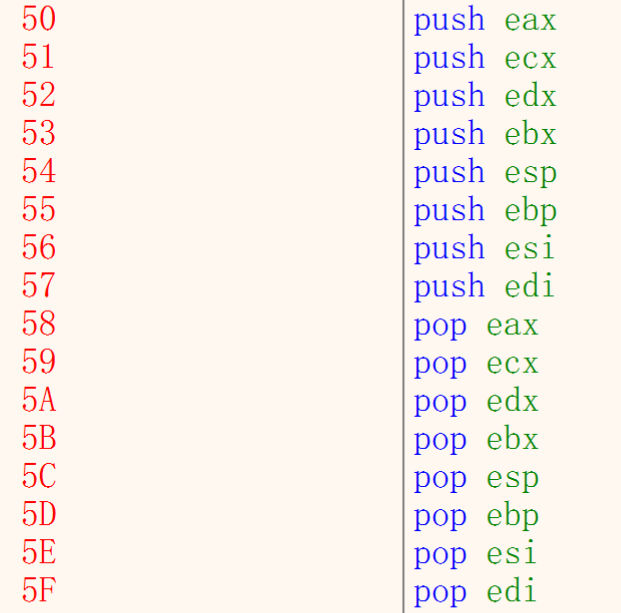 50 push eax
51 push ecx
52 push edx
53 push ebx
54 push esp
55 push ebp
56 push esi
57 push edi
58 pop eax
59 pop ecx
5A pop edx
5B pop ebx
5C pop esp
5D pop ebp
5E pop esi
5F pop edi